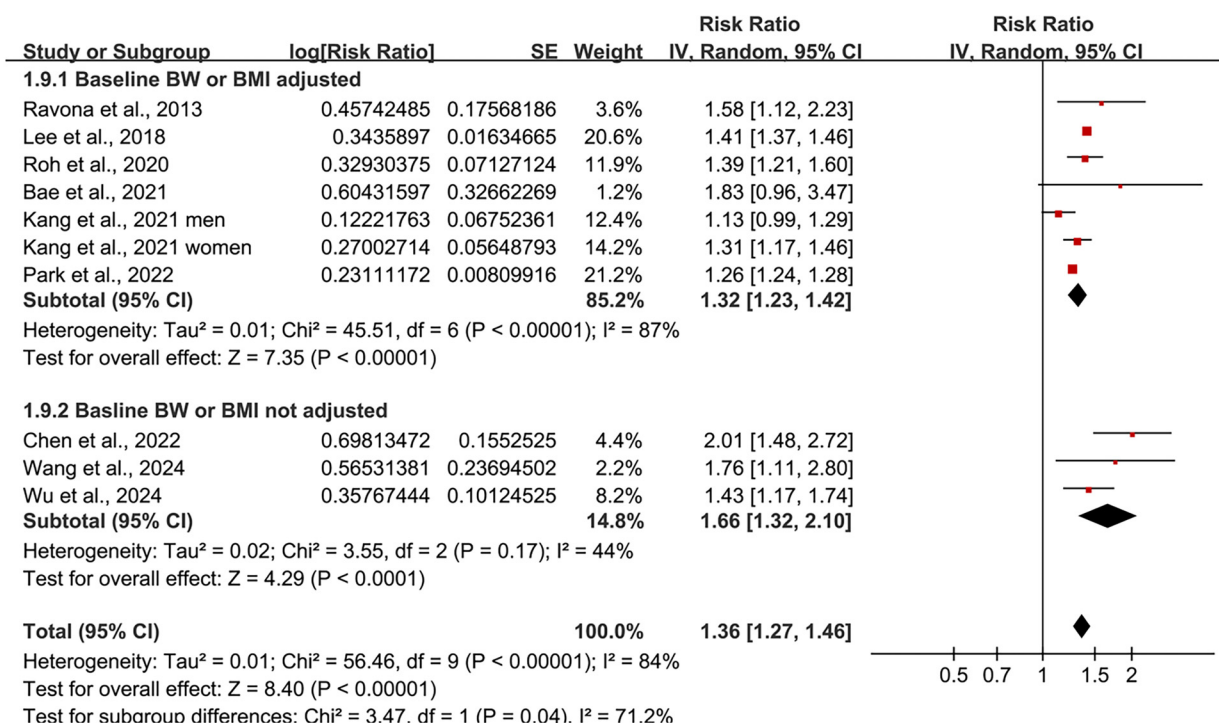 Risk Ratio Risk Ratio
Study or Subgroup log[Risk Ratio] SE Weight IV, Random, 95% CI IV, Random, 95% CI
1.9.1 Baseline BW or BMI adjusted
Ravona et al., 2013 0.45742485 0.17568186 3.6% 1.58 [1.12, 2.23]
Lee et al., 2018 0.3435897 0.01634665 20.6% 1.41 [1.37, 1.46]
Roh et al., 2020 0.32930375 0.07127124 11.9% 1.39 [1.21, 1.60]
Bae et al., 2021 0.60431597 0.32662269 1.2% 1.83 [0.96, 3.47]
Kang et al., 2021 men 0.12221763 0.06752361 12.4% 1.13 [0.99, 1.29]
Kang et al., 2021 women 0.27002714 0.05648793 14.2% 1.31 [1.17, 1.46]
Park et al., 2022 0.23111172 0.00809916 21.2% 1.26 [1.24, 1.28]
Subtotal (95% CI) 85.2% 1.32 [1.23, 1.42]
Heterogeneity: Tau² = 0.01; Chi² = 45.51, df = 6 (P < 0.00001); I² = 87%
Test for overall effect: Z = 7.35 (P < 0.00001)
1.9.2 Basline BW or BMI not adjusted
Chen et al., 2022 0.69813472 0.1552525 4.4% 2.01 [1.48, 2.72]
Wang et al., 2024 0.56531381 0.23694502 2.2% 1.76 [1.11, 2.80]
Wu et al., 2024 0.35767444 0.10124525 8.2% 1.43 [1.17, 1.74]
Subtotal (95% CI) 14.8% 1.66 [1.32, 2.10]
Heterogeneity: Tau² = 0.02; Chi² = 3.55, df = 2 (P = 0.17); I² = 44%
Test for overall effect: Z = 4.29 (P < 0.0001)
Total (95% CI) 100.0% 1.36 [1.27, 1.46]
Heterogeneity: Tau² = 0.01; Chi² = 56.46, df = 9 (P < 0.00001); I² = 84%
0.5 0.7 1 1.5 2
Test for overall effect: Z = 8.40 (P < 0.00001)
Test for subgroup differences: Chi² = 3.47, df = 1 (P = 0.04), I² = 71.2%